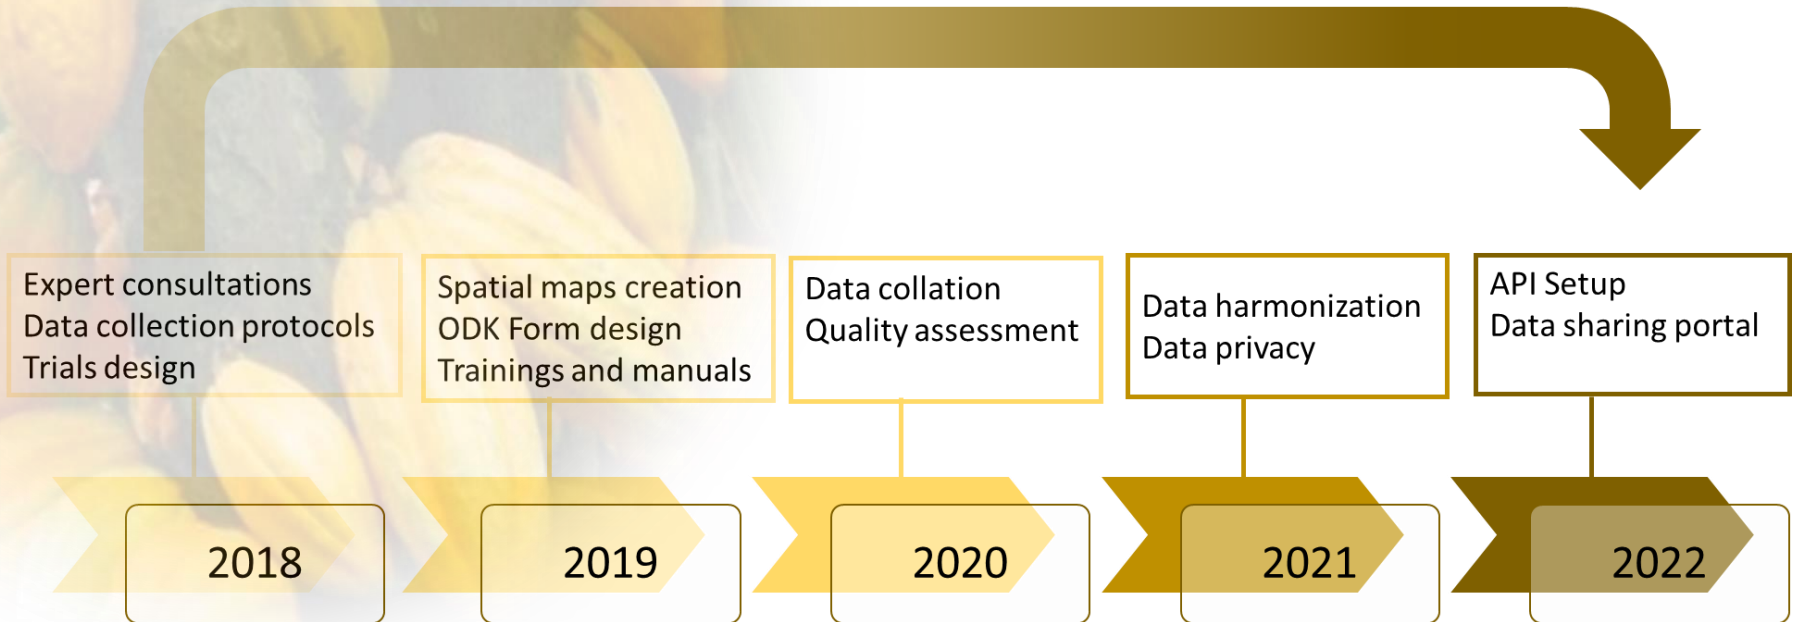 Expert consultations
Data collection protocols
Trials design
Spatial maps creation
ODK Form design
Trainings and manuals
Data collation
Quality assessment
Data harmonization
Data privacy
API Setup
Data sharing portal
2018
2019
2020
2021
2022